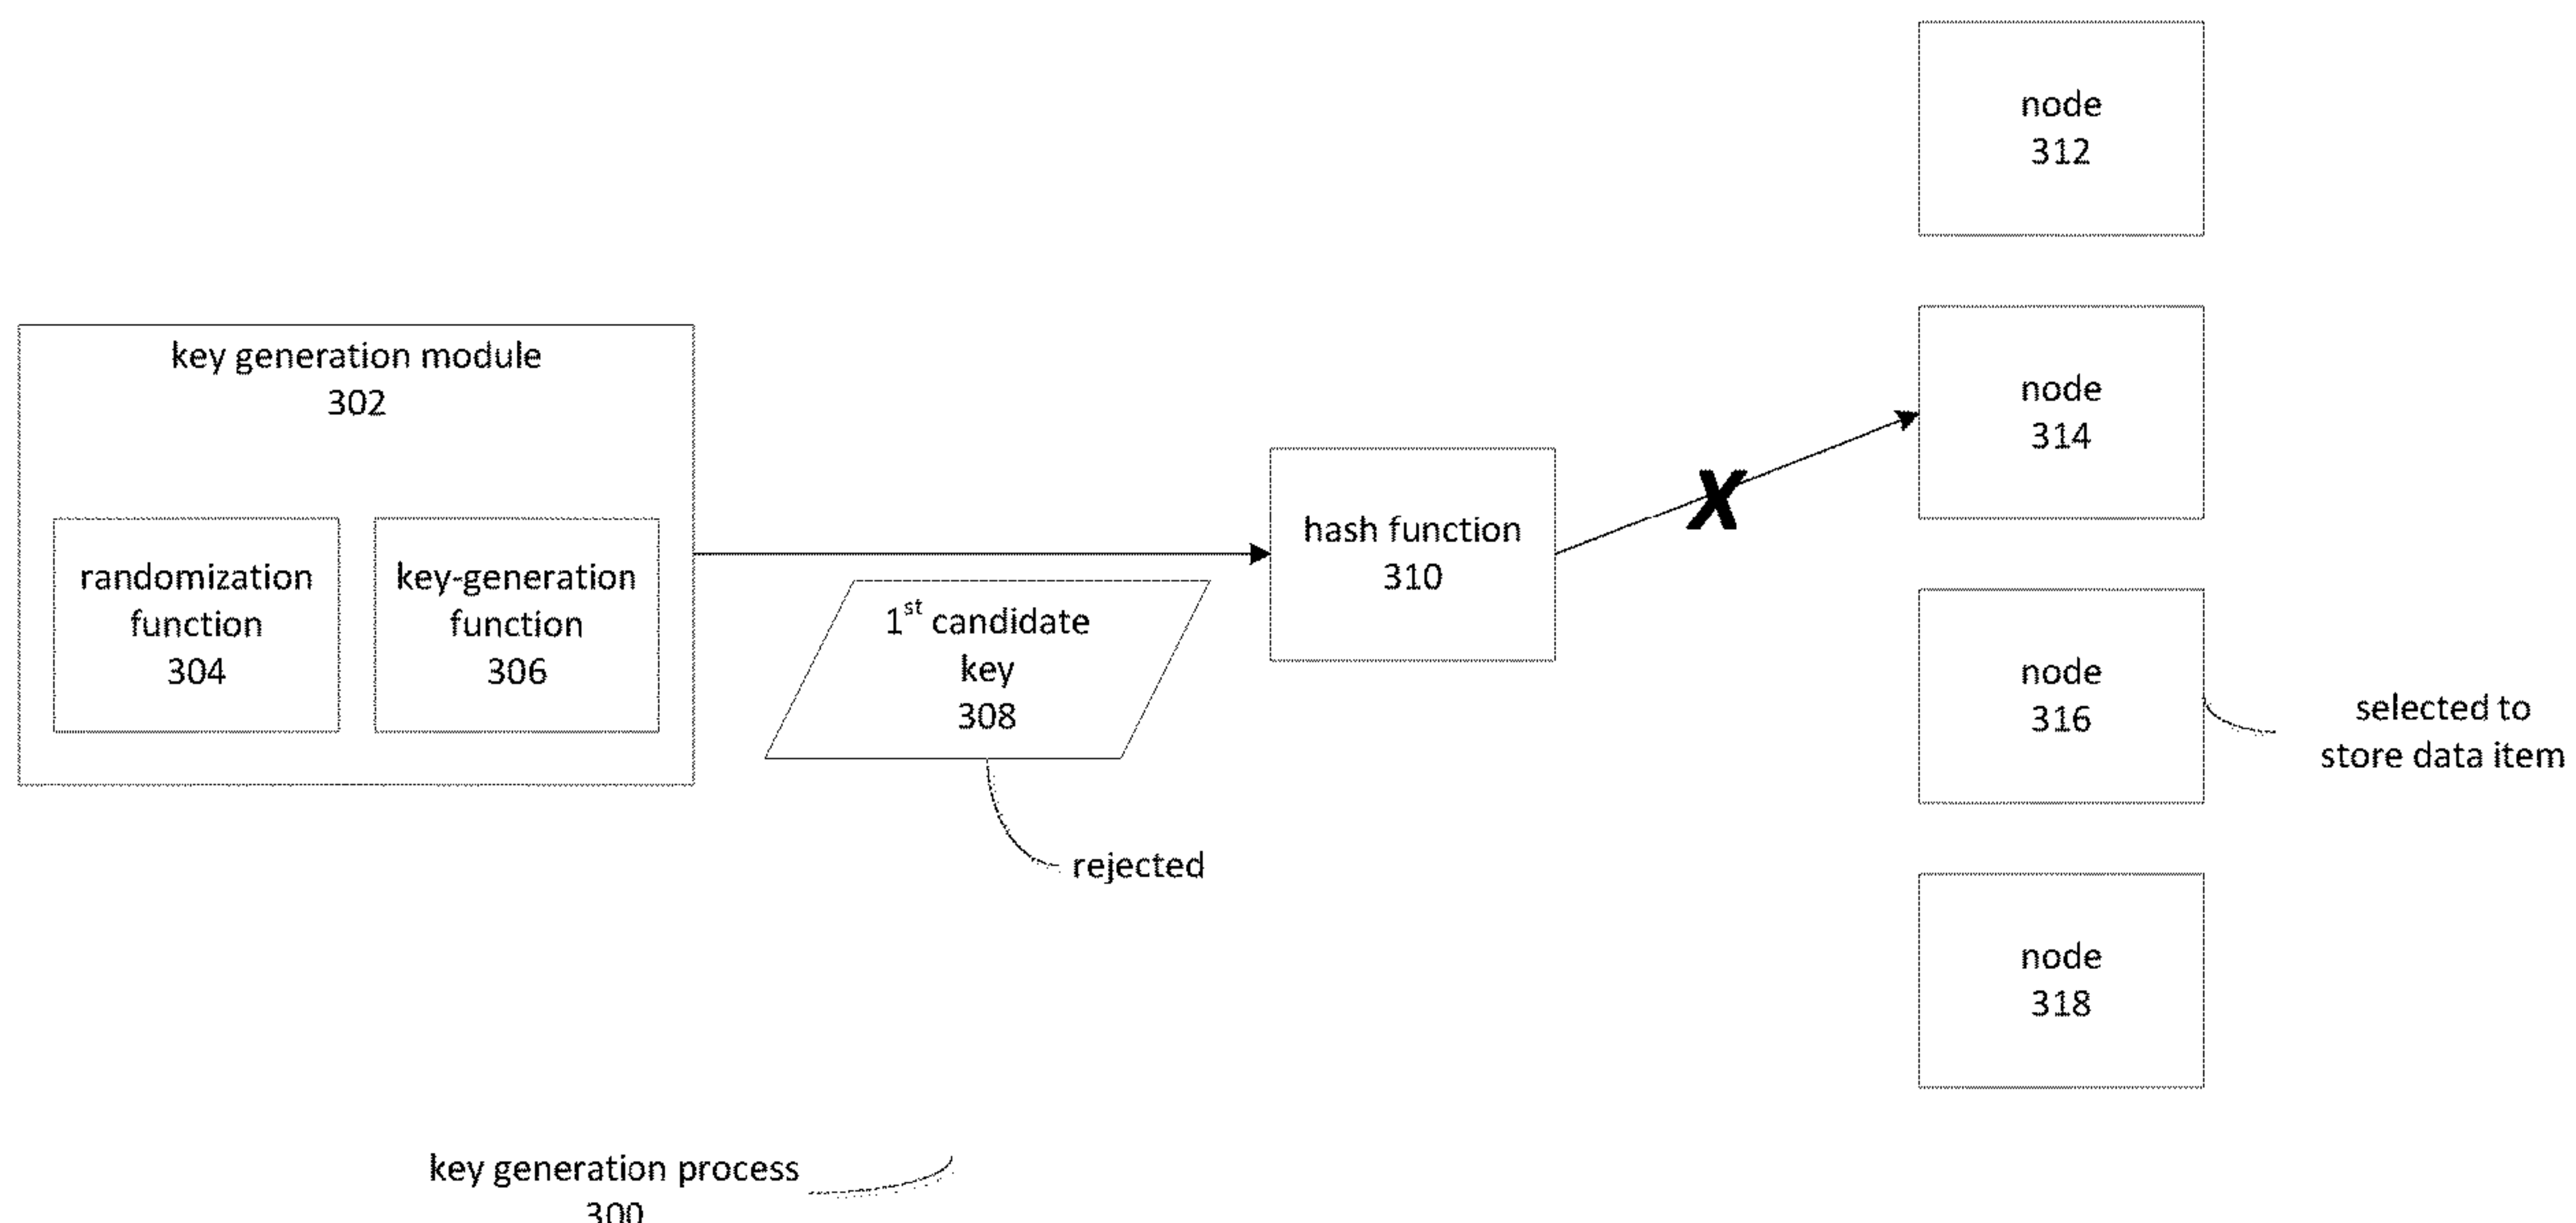 node
312
key generation module
302
node
314
hash function
310
randomization
function
304
key-generation
function
306
1st candidate
key
308
X
node
316
selected to
store data item
rejected
node
318
key generation process
300